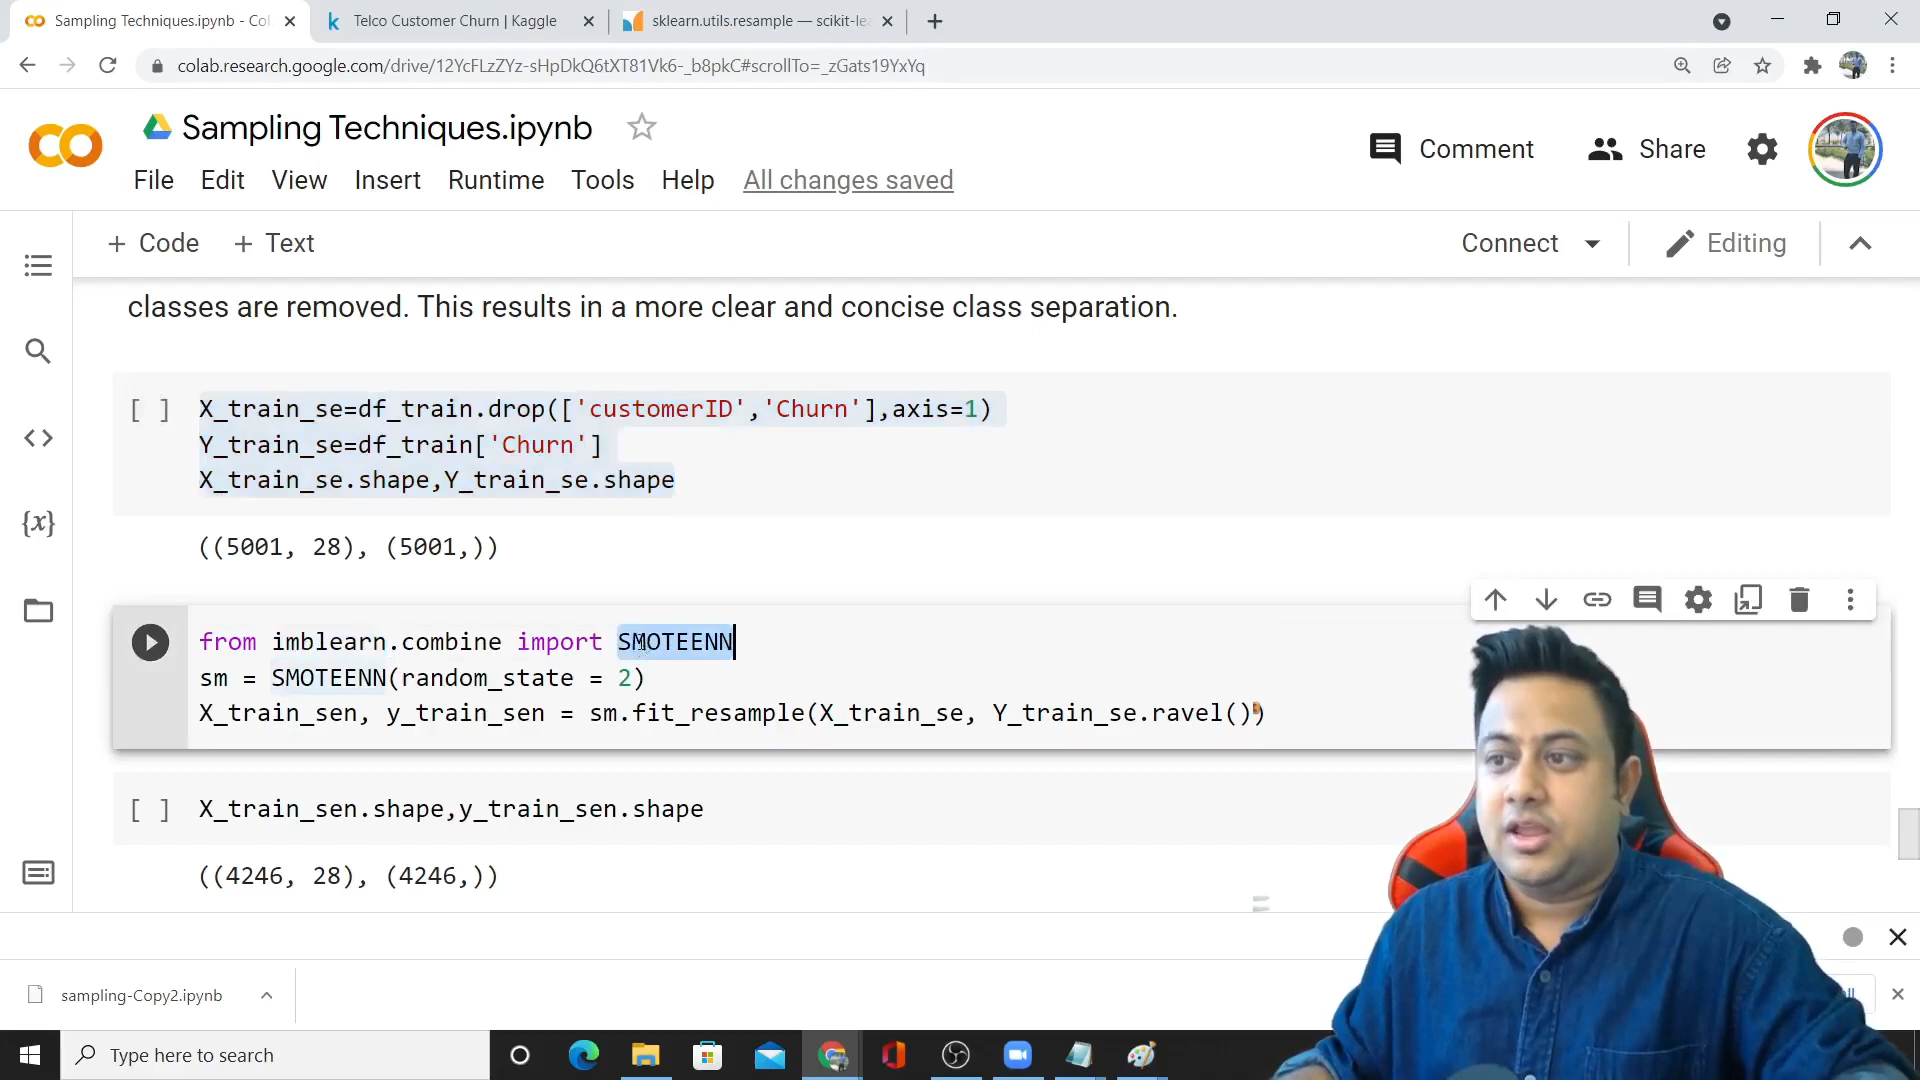 Sampling Techniques.ipynb - Col
Telco Customer Churn | Kaggle
sklearn.utils.resample — scikit-le
colab.research.google.com/drive/12YcFLzZYz-sHpDkQ6tXT81Vk6-_b8pkC#scrollTo=_zGats19YxYq
Sampling Techniques.ipynb
Comment
Share
File Edit View Insert Runtime Tools Help All changes saved
+ Code + Text
Connect
Editing
classes are removed. This results in a more clear and concise class separation.
[ ] X_train_se=df_train.drop(['customerID','Churn'],axis=1)
Y_train_se=df_train['Churn']
X_train_se.shape,Y_train_se.shape
((5001, 28), (5001,))
from imblearn.combine import SMOTEENN
sm = SMOTEENN(random_state = 2)
X_train_sen, y_train_sen = sm.fit_resample(X_train_se, Y_train_se.ravel())
[ ] X_train_sen.shape,y_train_sen.shape
((4246, 28), (4246,))
sampling-Copy2.ipynb
Type here to search